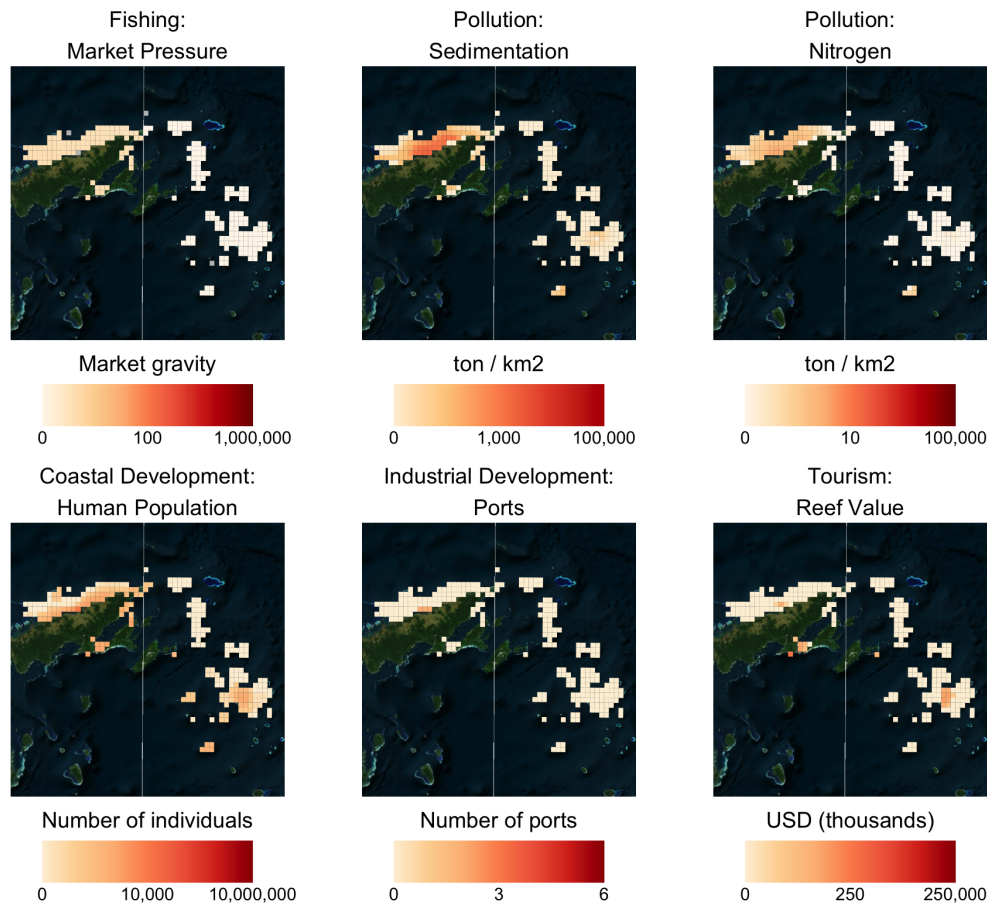 Fishing:
Market Pressure
Pollution:
Sedimentation
Pollution:
Nitrogen
Market gravity
0 100 1,000,000
ton / km2
0 1,000 100,000
ton / km2
0 10 100,000
Coastal Development:
Human Population
Industrial Development:
Ports
Tourism:
Reef Value
Number of individuals
0 10,000 10,000,000
Number of ports
0 3 6
USD (thousands)
0 250 250,000